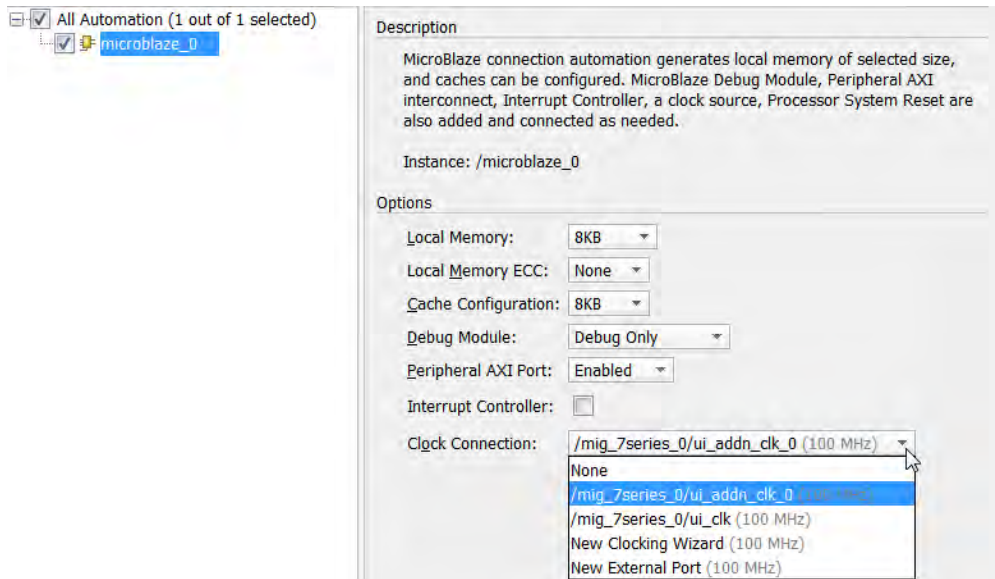 All Automation (1 out of 1 selected)
microblaze_0
Description
MicroBlaze connection automation generates local memory of selected size,
and caches can be configured. MicroBlaze Debug Module, Peripheral AXI
interconnect, Interrupt Controller, a clock source, Processor System Reset are
also added and connected as needed.
Instance: /microblaze_0
Options
Local Memory: 8KB
Local Memory ECC: None
Cache Configuration: 8KB
Debug Module: Debug Only
Peripheral AXI Port: Enabled
Interrupt Controller:
Clock Connection: /mig_7series_0/ui_addn_clk_0 (100 MHz)
None
/mig_7series_0/ui_addn_clk_0
/mig_7series_0/ui_clk (100 MHz)
New Clocking Wizard (100 MHz)
New External Port (100 MHz)